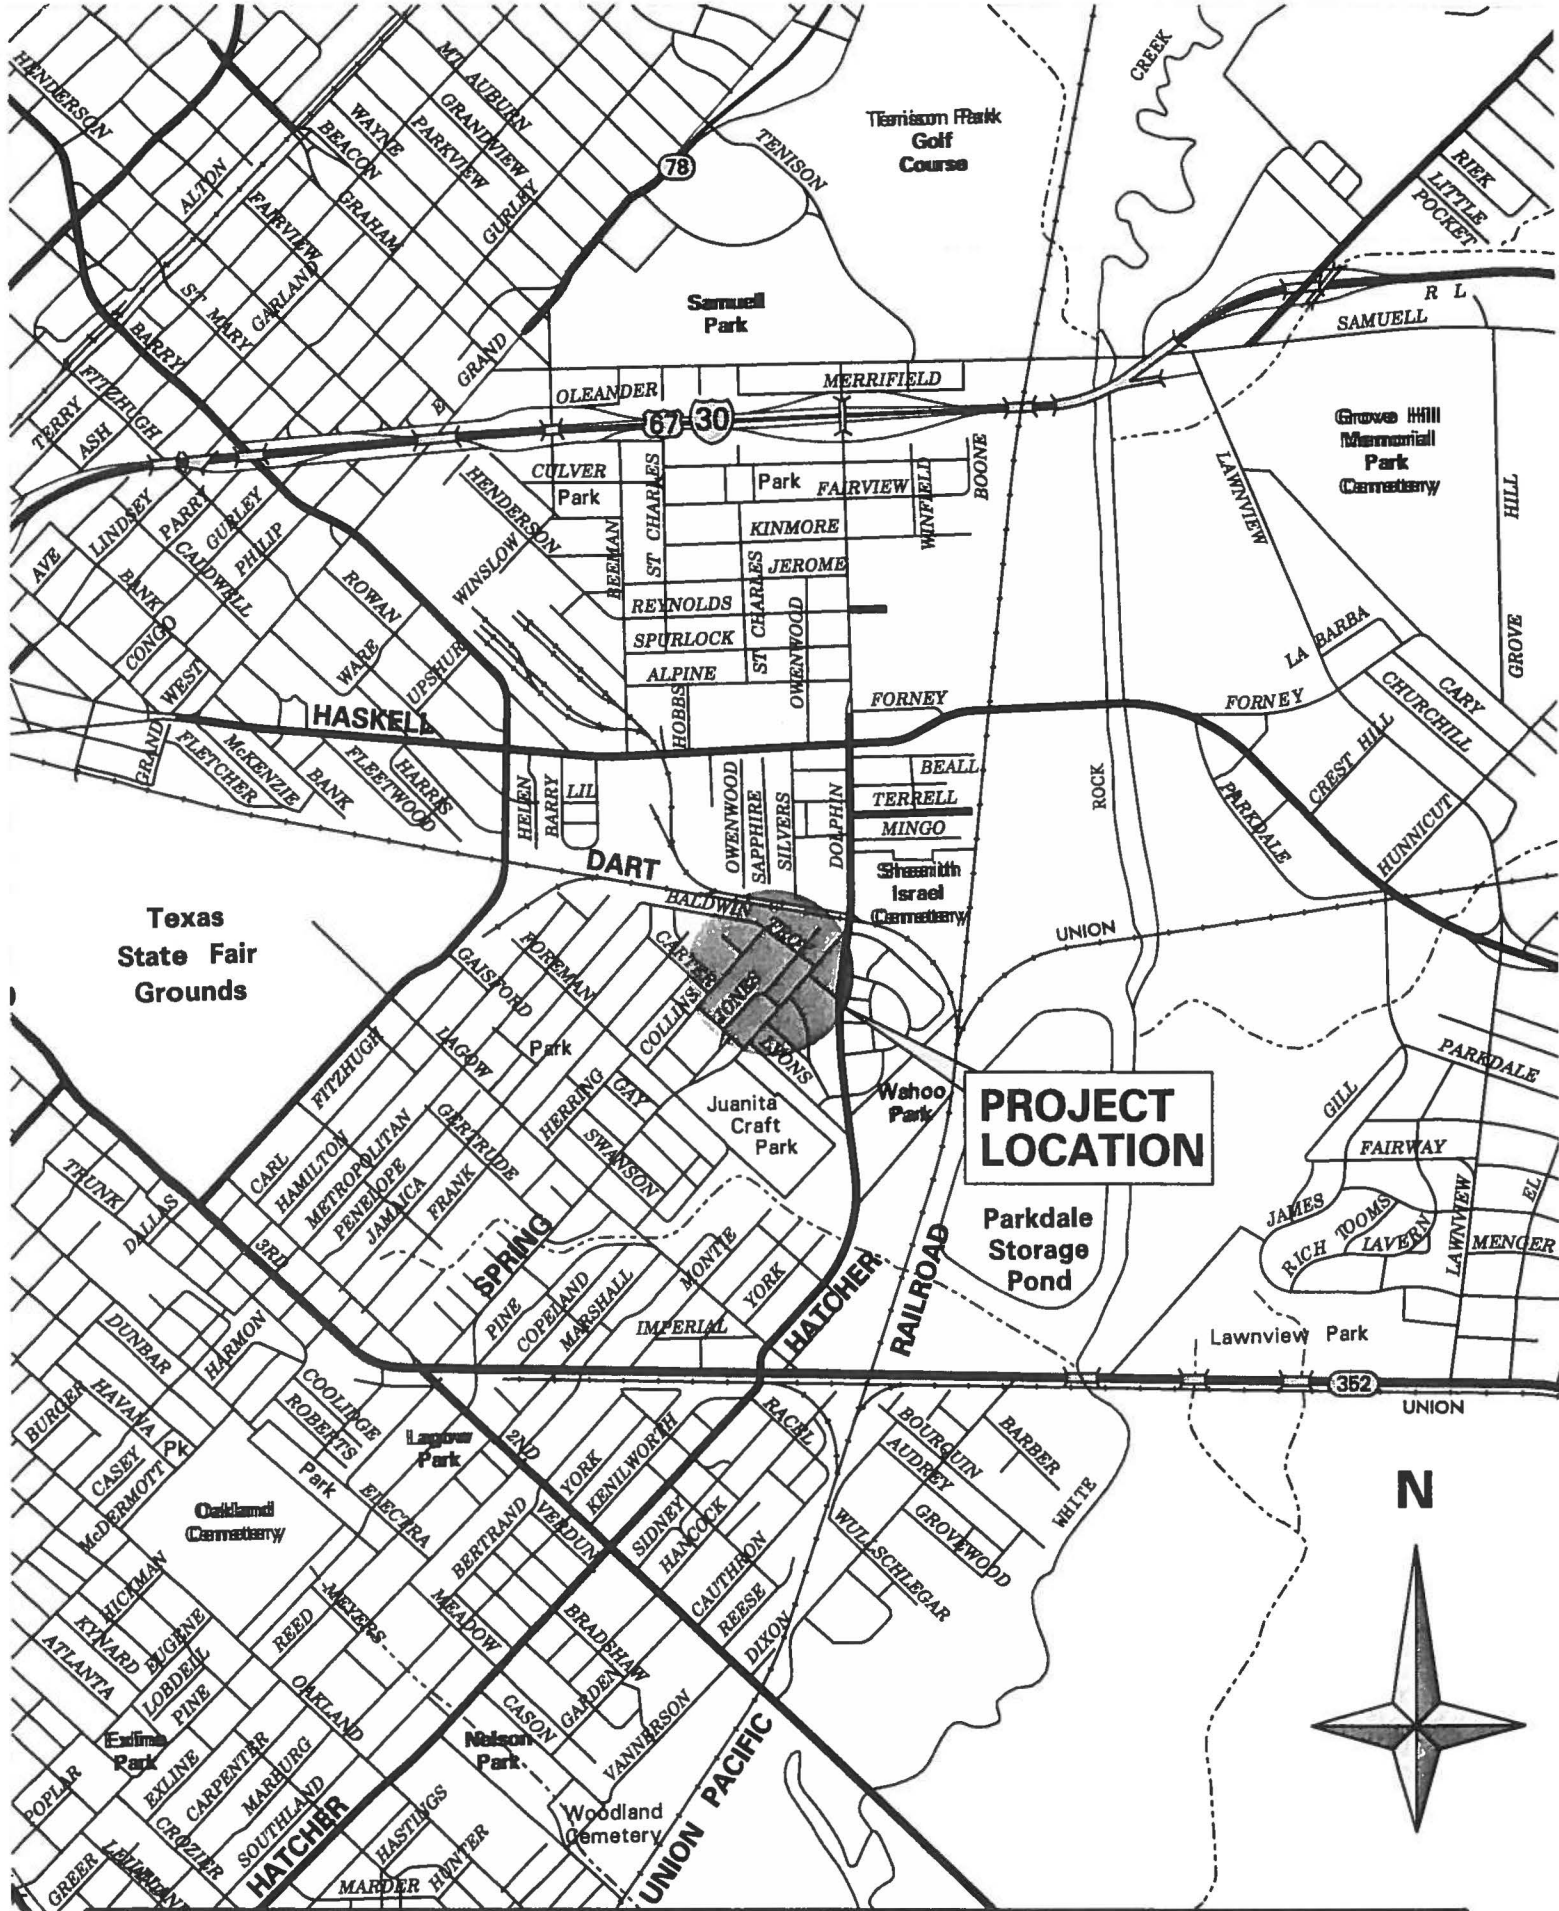 HENDERSON
MT. AUBURN
GRANDVIEW
PARKVIEW
WAYNE
BEACON
GURLEY
GRAHAM
ALTON
FAIRVIEW
GARLAND
ST MARY
BARRY
78
TENISON
Tenison Park
Golf
Course
CREEK
RIEK
LITTLE
POCKET
Samuell
Park
GRAND
E
R L
SAMUELL
FITZHUGH
TERRY
ASH
OLEANDER
MERRIFIELD
67
30
Grove Hill
Memorial
Park
Cemetery
HILL
GROVE
LAWNVIEW
CULVER
Park
HENDERSON
WINSLOW
ST CHARLES
BEEMAN
Park
FAIRVIEW
WINFIELD
BOONE
KINMORE
JEROME
ST CHARLES
REYNOLDS
SPURLOCK
OWENWOOD
ALPINE
HOBBS
AVE
LINDSEY
PARRY
GURLEY
PHILIP
CALDWELL
BANK
CONGO
WEST
ROWAN
WARE
UPSHUR
LA BARBA
CARY
CHURCHILL
CREST HILL
HUNNICUT
PARKDALE
FORNEY
FORNEY
HASKELL
GRAND
FLETCHER
McKENZIE
BANK
FLEETWOOD
HARRIS
HELEN
BARRY
LIL
OWENWOOD
SAPPHIRE
SILVERS
DOLPHIN
BEALL
TERRELL
MINGO
ROCK
DART
BALDWIN
Shearith
Israel
Cemetery
UNION
Texas
State Fair
Grounds
FOREMAN
GAISFORD
CARTER
COLLINS
JONES
LYONS
LAGOW
Park
FITZHUGH
HERRING
GAY
SWANSON
Juanita
Craft
Park
Wahoo
Park
PROJECT
LOCATION
GILL
PARKDALE
FAIRWAY
JAMES
TOOMS
RICH
LAVERN
LAWNVIEW
EL
MENGER
CARL
HAMILTON
METROPOLITAN
PENELOPE
JAMAICA
FRANK
GERTRUDE
TRUNK
DALLAS
3RD
SPRING
PINE
COPELAND
MARSHALL
MONTIE
YORK
IMPERIAL
HATCHER
RAILROAD
Parkdale
Storage
Pond
Lawnview Park
352
UNION
DUNBAR
HARMON
HAVANA
BURGER
CASEY
McDERMOTT
Pk
COOLIDGE
ROBERTS
Park
Lagow
Park
2ND
YORK
KENILWORTH
RACRL
BOURQUIN
AUDREY
BARBER
WHITE
N
Oakland
Cemetery
ELECTRA
BERTRAND
VERDUN
SIDNEY
HANCOCK
CAUTHRON
REESE
DIXON
WULLSCHLEGAR
GROVEWOOD
HICKMAN
KYNARD
ATLANTA
EUGENE
LOBDELL
PINE
REED
MEYERS
MEADOW
BRADSHAW
GARDEN
CASON
VANNERSON
OAKLAND
Exline
Park
Nelson
Park
POPLAR
EXLINE
CARPENTER
MARBURG
SOUTHLAND
CROZIER
GREER
HATCHER
HASTINGS
HUNTER
MARDER
Woodland
Cemetery
UNION PACIFIC